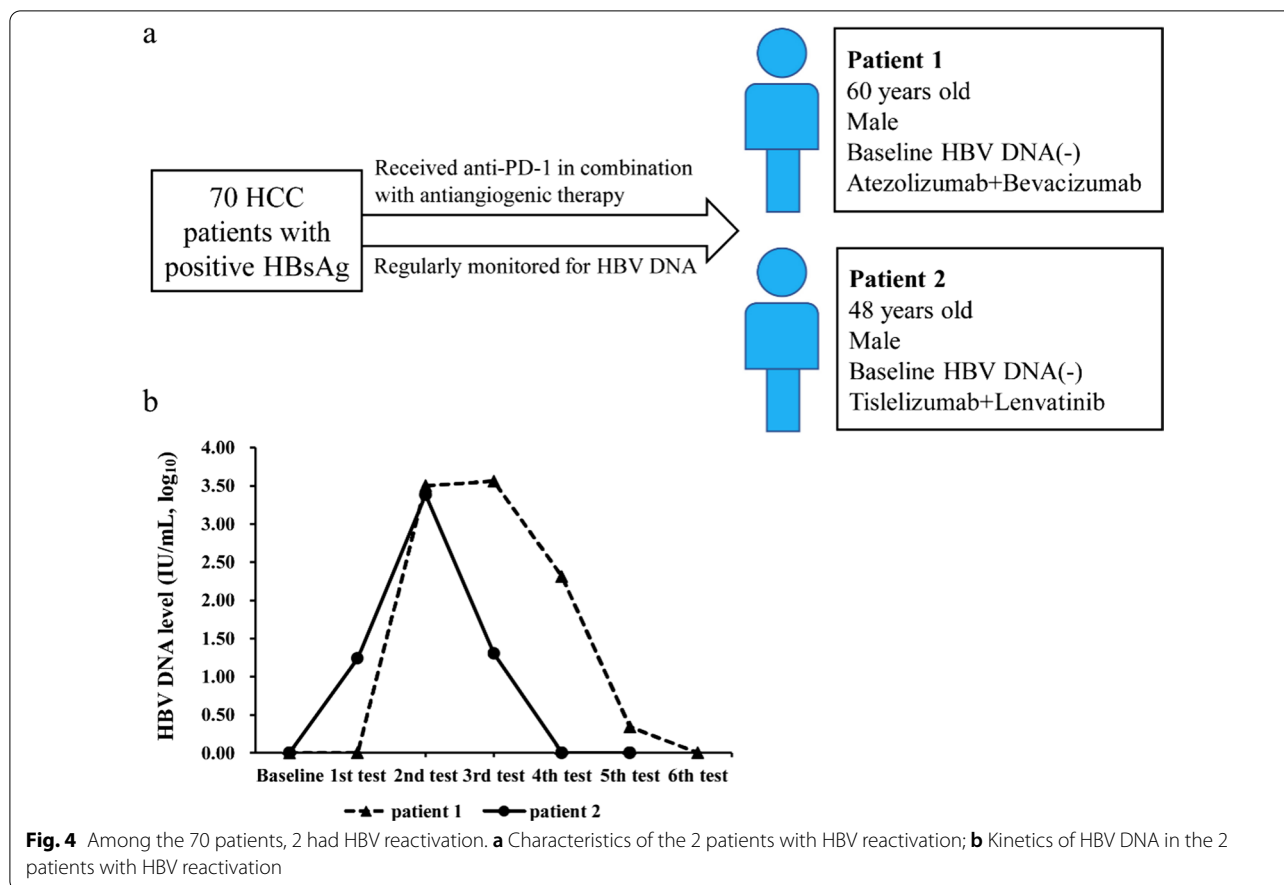 a
70 HCC
patients with
positive HBsAg
Received anti-PD-1 in combination
with antiangiogenic therapy
Regularly monitored for HBV DNA
Patient 1
60 years old
Male
Baseline HBV DNA(-)
Atezolizumab+Bevacizumab
Patient 2
48 years old
Male
Baseline HBV DNA(-)
Tislelizumab+Lenvatinib
b
HBV DNA level (IU/mL, log₁₀)
4.00
3.50
3.00
2.50
2.00
1.50
1.00
0.50
0.00
Baseline 1st test 2nd test 3rd test 4th test 5th test 6th test
patient 1 patient 2
Fig. 4 Among the 70 patients, 2 had HBV reactivation. a Characteristics of the 2 patients with HBV reactivation; b Kinetics of HBV DNA in the 2
patients with HBV reactivation